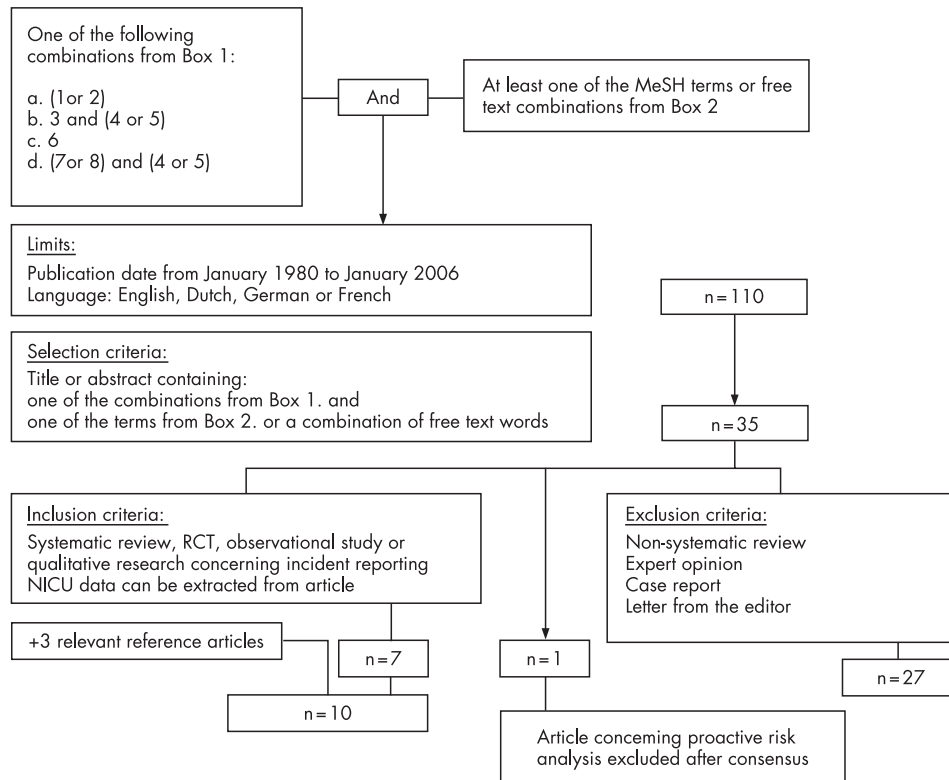 One of the following
combinations from Box 1:
a. (1or 2)
b. 3 and (4 or 5)
c. 6
d. (7or 8) and (4 or 5)
And
At least one of the MeSH terms or free
text combinations from Box 2
Limits:
Publication date from January 1980 to January 2006
Language: English, Dutch, German or French
n=110
Selection criteria:
Title or abstract containing:
one of the combinations from Box 1. and
one of the terms from Box 2. or a combination of free text words
n=35
Inclusion criteria:
Systematic review, RCT, observational study or
qualitative research concerning incident reporting
NICU data can be extracted from article
Exclusion criteria:
Non-systematic review
Expert opinion
Case report
Letter from the editor
+3 relevant reference articles
n=7
n=1
n=27
n=10
Article concerning proactive risk
analysis excluded after consensus